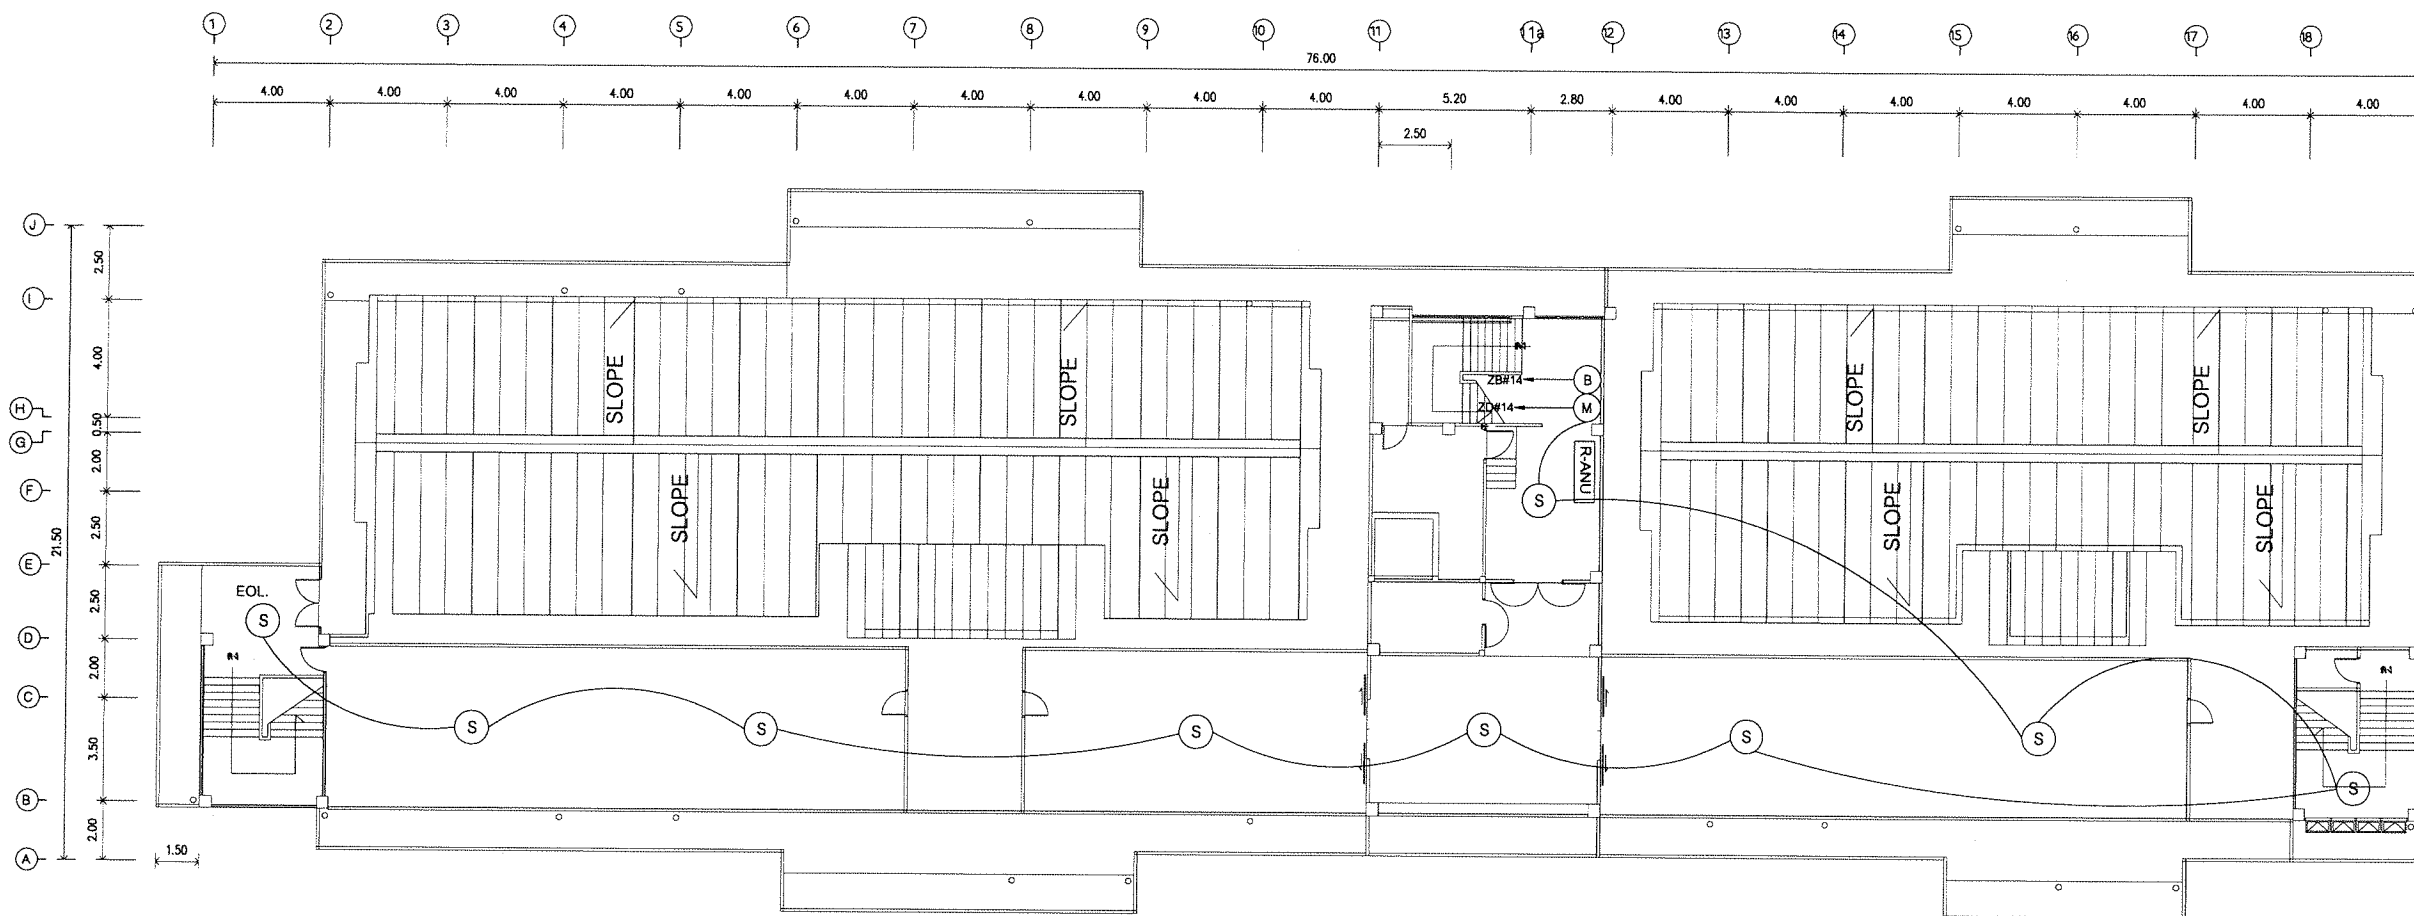 1 2 3 4 5 6 7 8 9 10 11 11a 12 13 14 15 16 17 18
76.00
4.00 4.00 4.00 4.00 4.00 4.00 4.00 4.00 4.00 4.00 5.20 2.80 4.00 4.00 4.00 4.00 4.00 4.00 4.00
2.50
J
2.50
I
4.00
H
0.50
G
2.00
F
2.50
21.50
E
2.50
D
2.00
C
3.50
B
2.00
A
1.50
SLOPE SLOPE SLOPE SLOPE
ZB#14 B
ZD#14 M
R-ANU
S
SLOPE SLOPE SLOPE SLOPE
EOL.
S
S S S S S S
S